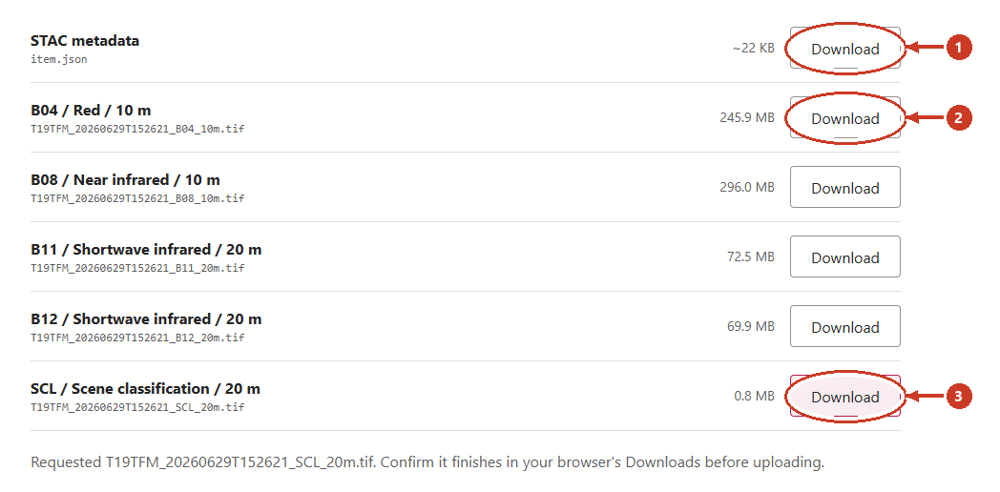 STAC metadata
item.json
~22 KB
Download
1
B04 / Red / 10 m
T19TFM_20260629T152621_B04_10m.tif
245.9 MB
Download
2
B08 / Near infrared / 10 m
T19TFM_20260629T152621_B08_10m.tif
296.0 MB
Download
B11 / Shortwave infrared / 20 m
T19TFM_20260629T152621_B11_20m.tif
72.5 MB
Download
B12 / Shortwave infrared / 20 m
T19TFM_20260629T152621_B12_20m.tif
69.9 MB
Download
SCL / Scene classification / 20 m
T19TFM_20260629T152621_SCL_20m.tif
0.8 MB
Download
3
Requested T19TFM_20260629T152621_SCL_20m.tif. Confirm it finishes in your browser's Downloads before uploading.